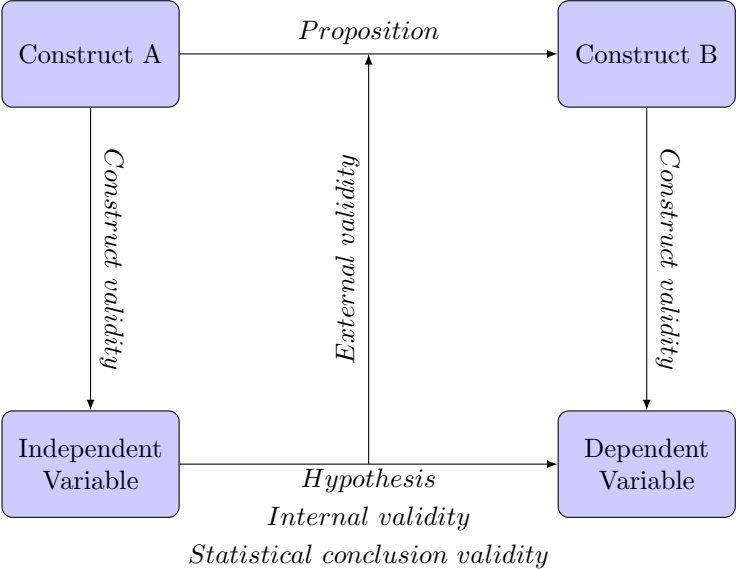 Proposition
Construct A
Construct B
Construct validity
External validity
Construct validity
Independent
Variable
Dependent
Variable
Hypothesis
Internal validity
Statistical conclusion validity